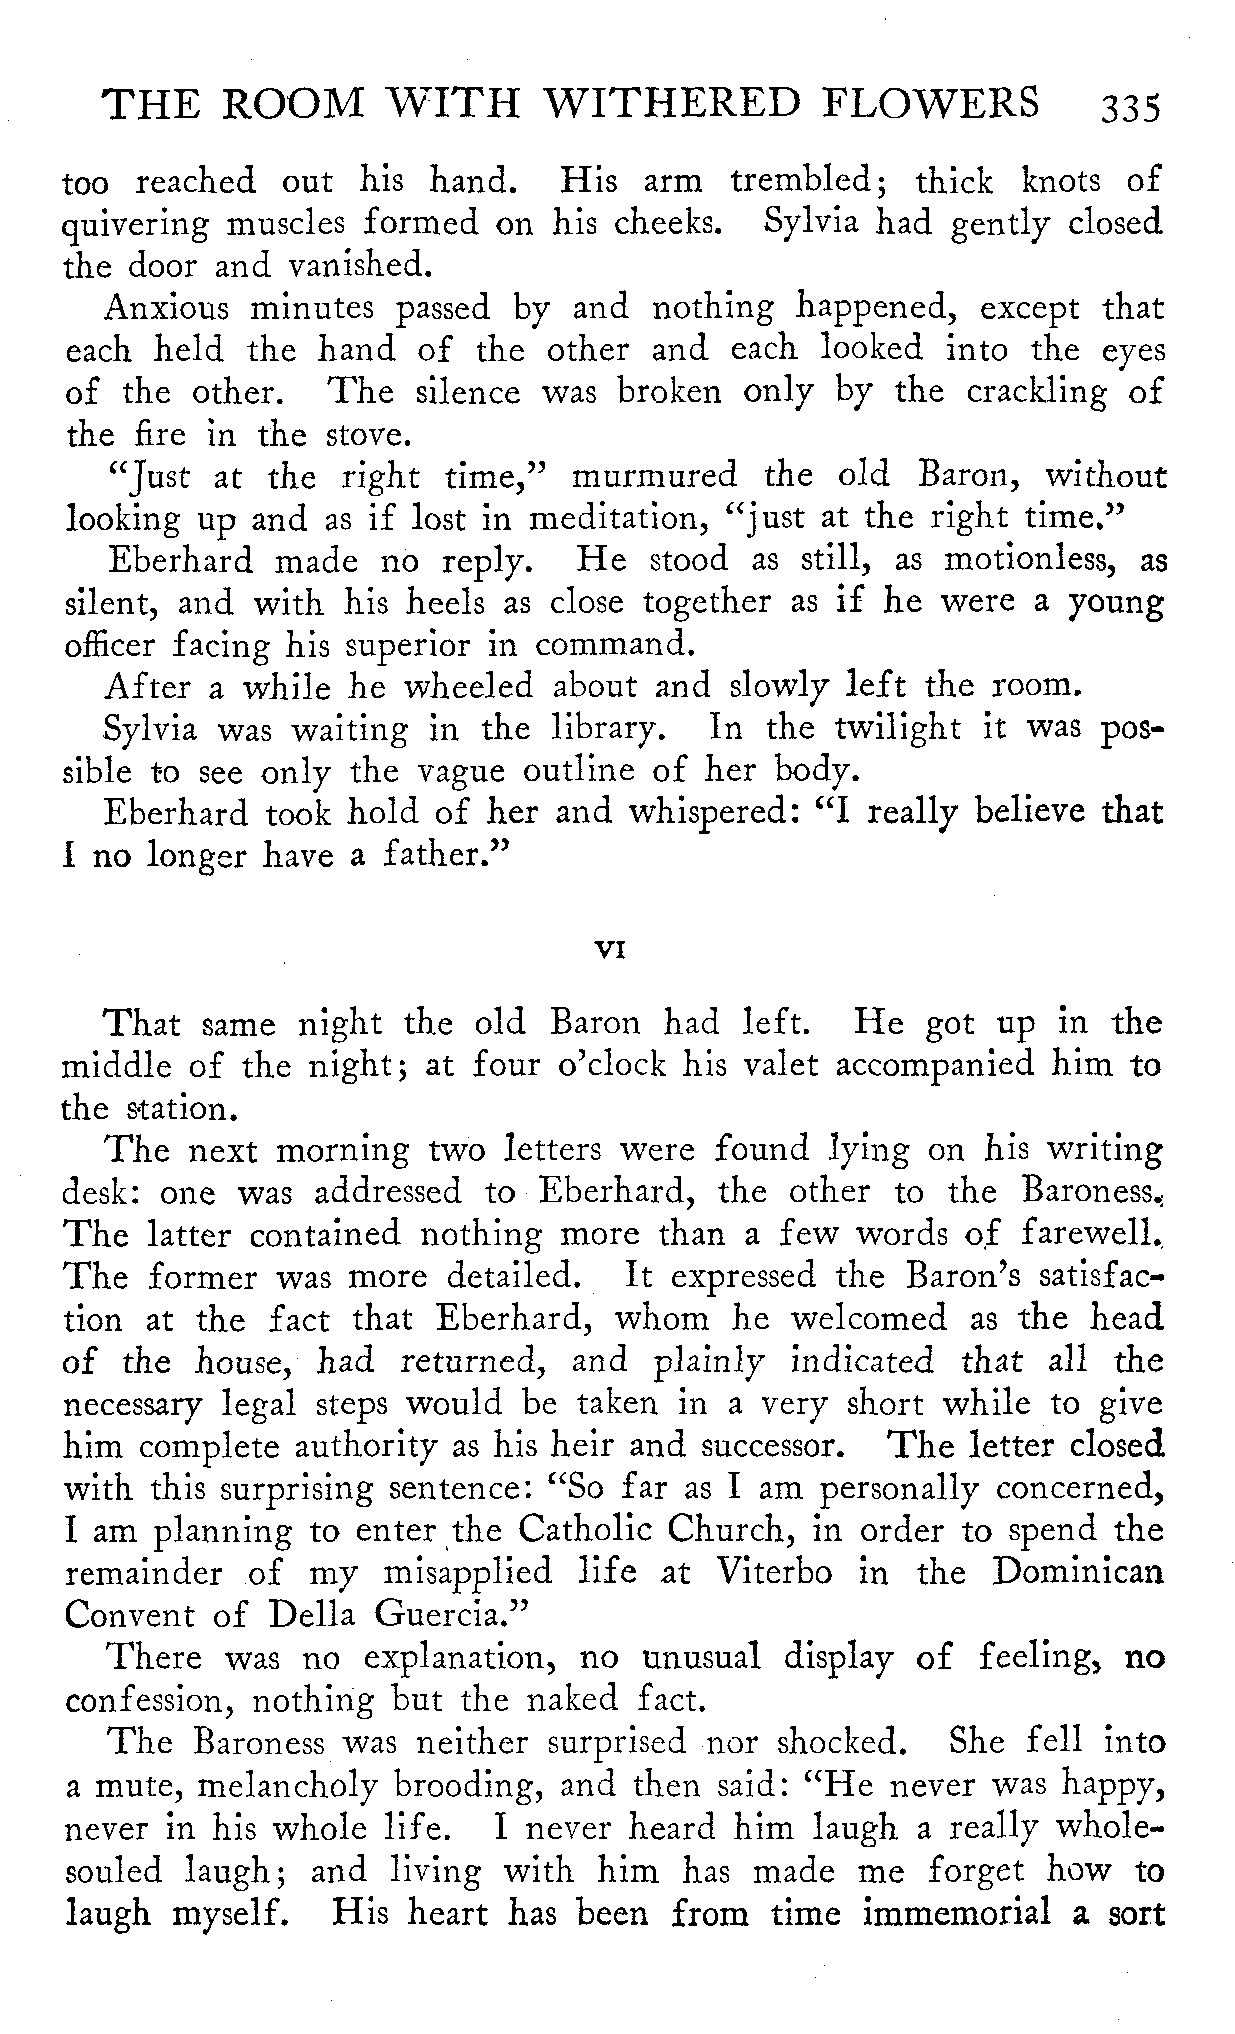 THE ROOM WITH WITHERED FLOWERS 335
too reached out his hand. His arm trembled; thick knots of
quivering muscles formed on his cheeks. Sylvia had gently closed
the door and vanished.
Anxious minutes passed by and nothing happened, except that
each held the hand of the other and each looked into the eyes
of the other. The silence was broken only by the crackling of
the fire in the stove.
“Just at the right time,” murmured the old Baron, without
looking up and as if lost in meditation, “just at the right time.”
Eberhard made no reply. He stood as still, as motionless, as
silent, and with his heels as close together as if he were a young
officer facing his superior in command.
After a while he wheeled about and slowly left the room.
Sylvia was waiting in the library. In the twilight it was pos-
sible to see only the vague outline of her body.
Eberhard took hold of her and whispered: “I really believe that
I no longer have a father.”
VI
That same night the old Baron had left. He got up in the
middle of the night; at four o’clock his valet accompanied him to
the station.
The next morning two letters were found lying on his writing
desk: one was addressed to Eberhard, the other to the Baroness.
The latter contained nothing more than a few words of farewell.
The former was more detailed. It expressed the Baron’s satisfac-
tion at the fact that Eberhard, whom he welcomed as the head
of the house, had returned, and plainly indicated that all the
necessary legal steps would be taken in a very short while to give
him complete authority as his heir and successor. The letter closed
with this surprising sentence: “So far as I am personally concerned,
I am planning to enter the Catholic Church, in order to spend the
remainder of my misapplied life at Viterbo in the Dominican
Convent of Della Guercia.”
There was no explanation, no unusual display of feeling, no
confession, nothing but the naked fact.
The Baroness was neither surprised nor shocked. She fell into
a mute, melancholy brooding, and then said: “He never was happy,
never in his whole life. I never heard him laugh a really whole-
souled laugh; and living with him has made me forget how to
laugh myself. His heart has been from time immemorial a sort